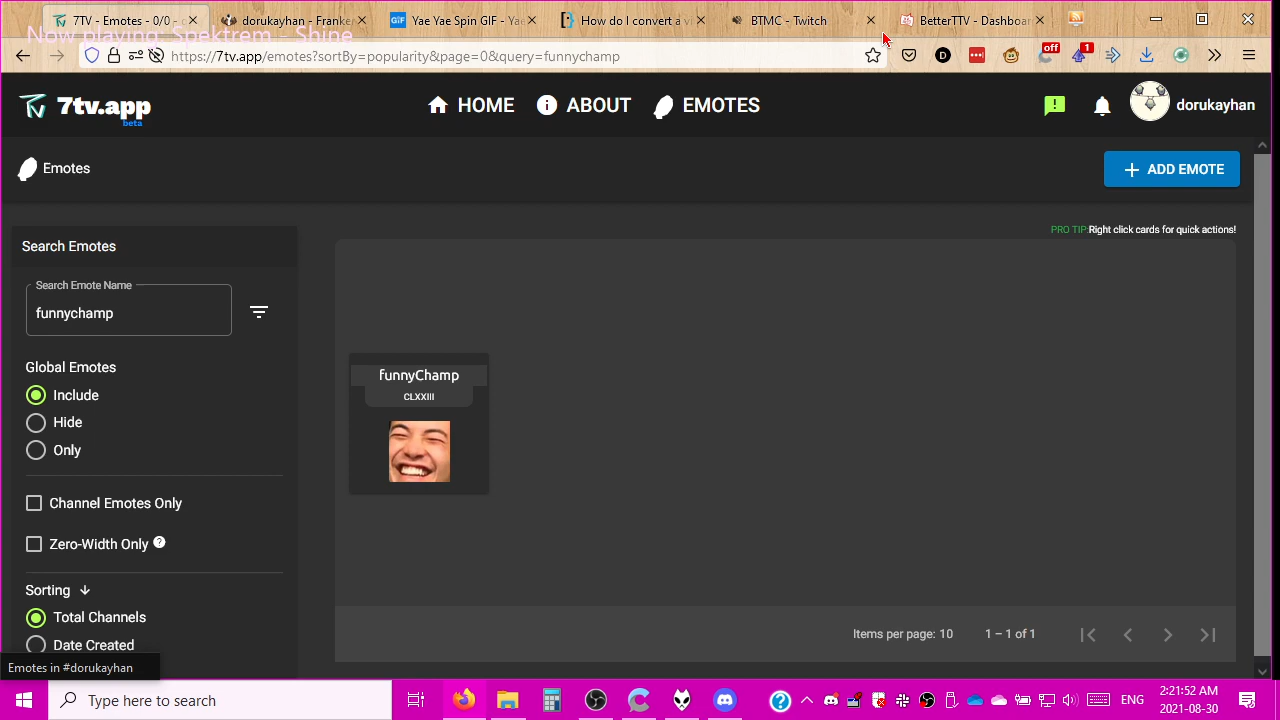 7TV - Emotes - 0/0 -
dorukayhan - Franker
Yae Yae Spin GIF - Yae
How do I convert a vi
BTMC - Twitch
BetterTTV - Dashboar
Now playing: Spektrem - Shine
https://7tv.app/emotes?sortBy=popularity&page=0&query=funnychamp
off
1
7tv.app
beta
HOME
ABOUT
EMOTES
dorukayhan
Emotes
ADD EMOTE
PRO TIP:Right click cards for quick actions!
Search Emotes
Search Emote Name
funnychamp
Global Emotes
Include
Hide
Only
Channel Emotes Only
Zero-Width Only
Sorting
Total Channels
Date Created
funnyChamp
CLXXIII
Items per page: 10
1 – 1 of 1
Emotes in #dorukayhan
Type here to search
ENG
2:21:52 AM
2021-08-30